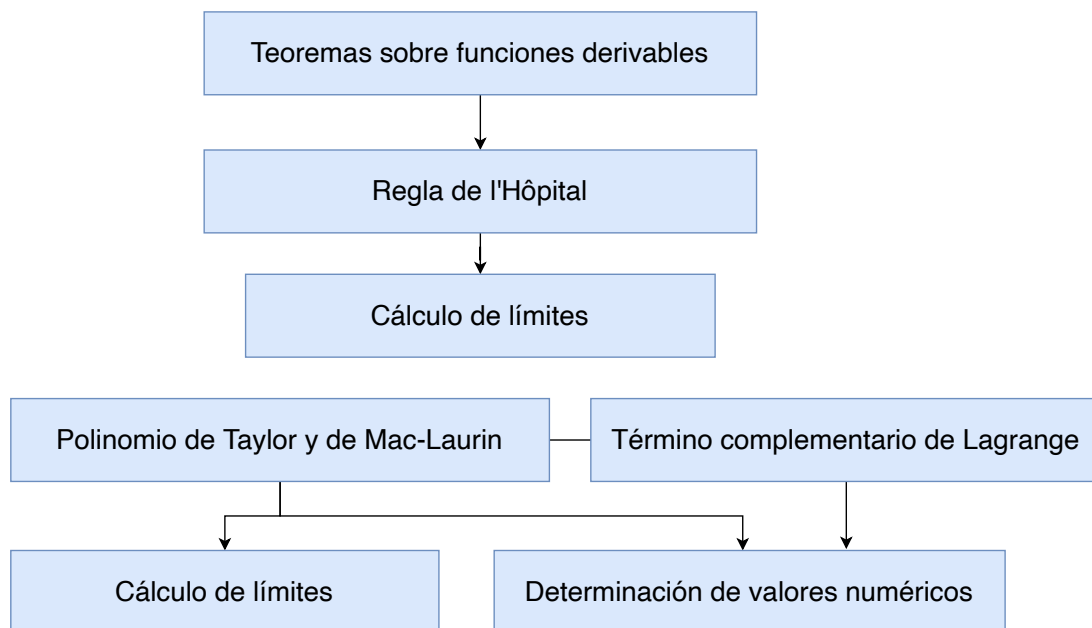 Teoremas sobre funciones derivables
Regla de l'Hôpital
Cálculo de límites
Polinomio de Taylor y de Mac-Laurin
Término complementario de Lagrange
Cálculo de límites
Determinación de valores numéricos